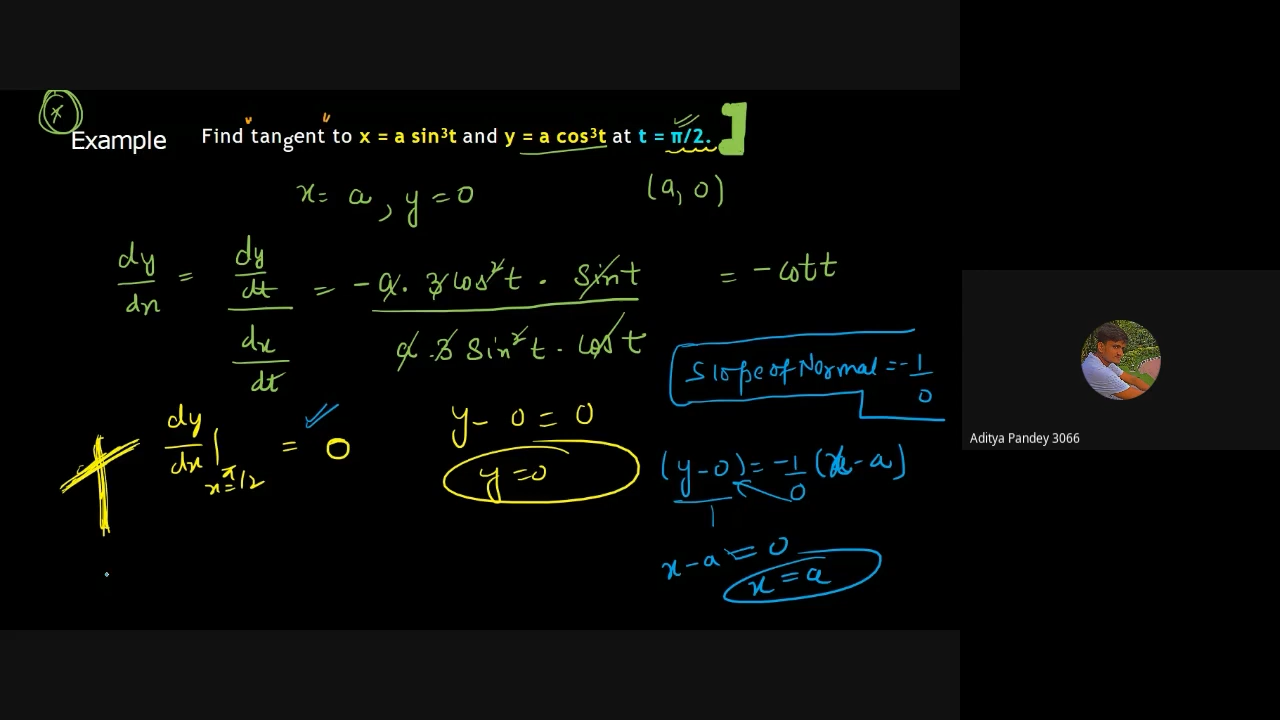 Example Find tangent to x = a sin³t and y = a cos³t at t = π/2.
x = a , y = 0 (a, 0)
dy/dx = (dy/dt)/(dx/dt) = (-a. 3cos²t . sint)/(a.3 sin²t . cost) = -cot t
Slope of Normal = -1/0
dy/dx|x=π/2 = 0
y - 0 = 0
y = 0
(y-0) = -1/0 (x-a)
1
x-a = 0
x = a
Aditya Pandey 3066